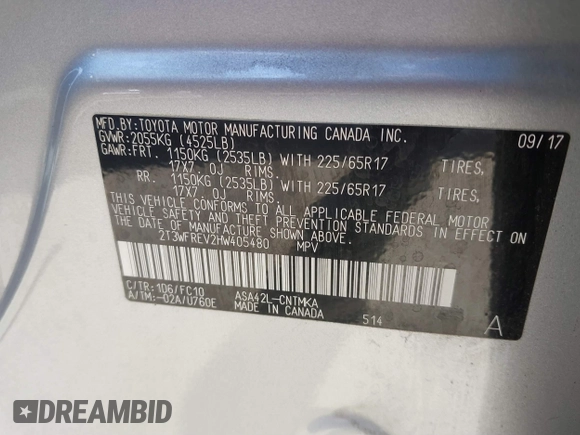 MFD.BY:TOYOTA MOTOR MANUFACTURING CANADA INC. 09/17
GVWR:2055KG (4525LB)
GAWR:FRT. 1150KG (2535LB) WITH 225/65R17 TIRES,
17X7.0J RIMS.
RR. 1150KG (2535LB) WITH 225/65R17 TIRES,
17X7.0J RIMS.
THIS VEHICLE CONFORMS TO ALL APPLICABLE FEDERAL MOTOR
VEHICLE SAFETY AND THEFT PREVENTION STANDARDS IN EFFECT ON
THE DATE OF MANUFACTURE SHOWN ABOVE.
2T3WFREV2HW405480 MPV
C/TR:1D6/FC10 ASA42L-CNTMKA
A/TM:-02A/U760E MADE IN CANADA 514 A
DREAMBID